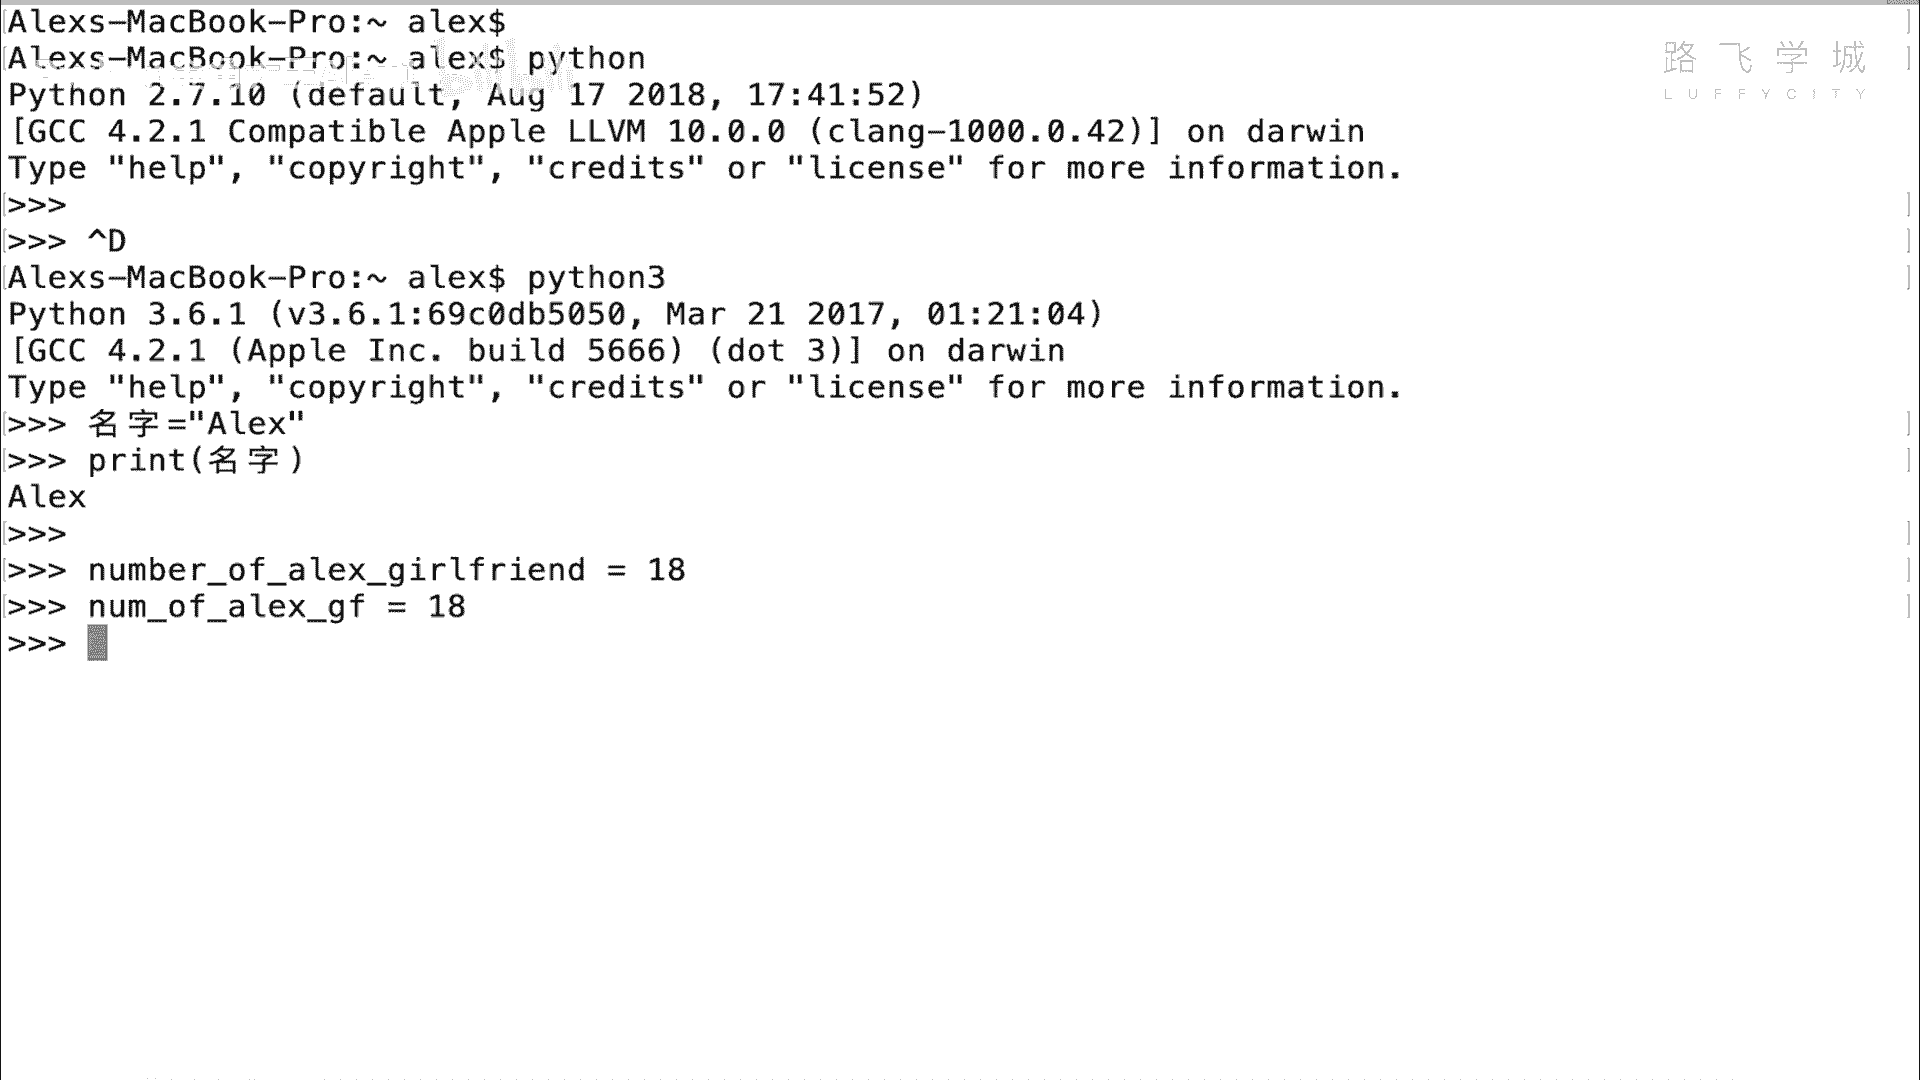 Alexs-MacBook-Pro:~ alex$
Alexs-MacBook-Pro:~ alex$ python
Python 2.7.10 (default, Aug 17 2018, 17:41:52)
[GCC 4.2.1 Compatible Apple LLVM 10.0.0 (clang-1000.0.42)] on darwin
Type "help", "copyright", "credits" or "license" for more information.
>>>
>>> ^D
Alexs-MacBook-Pro:~ alex$ python3
Python 3.6.1 (v3.6.1:69c0db5050, Mar 21 2017, 01:21:04)
[GCC 4.2.1 (Apple Inc. build 5666) (dot 3)] on darwin
Type "help", "copyright", "credits" or "license" for more information.
>>> 名字="Alex"
>>> print(名字)
Alex
>>>
>>> number_of_alex_girlfriend = 18
>>> num_of_alex_gf = 18
>>>
路飞学城
LUFFYCITY